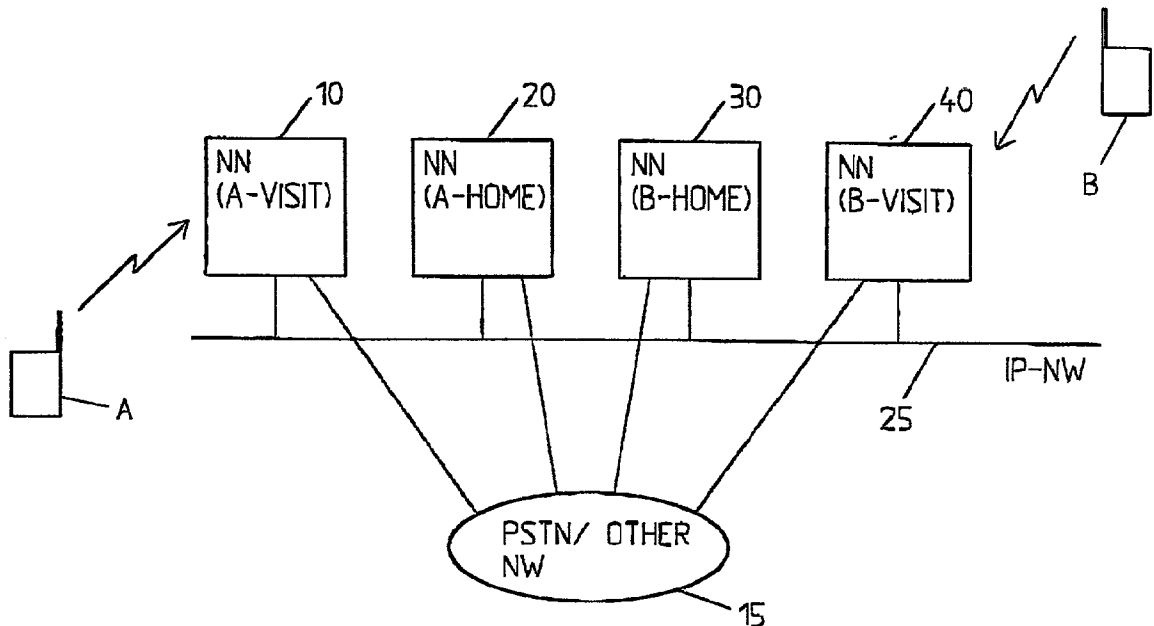 10
20
30
40
NN
(A-VISIT)
NN
(A-HOME)
NN
(B-HOME)
NN
(B-VISIT)
B
A
IP-NW
25
PSTN/ OTHER
NW
15